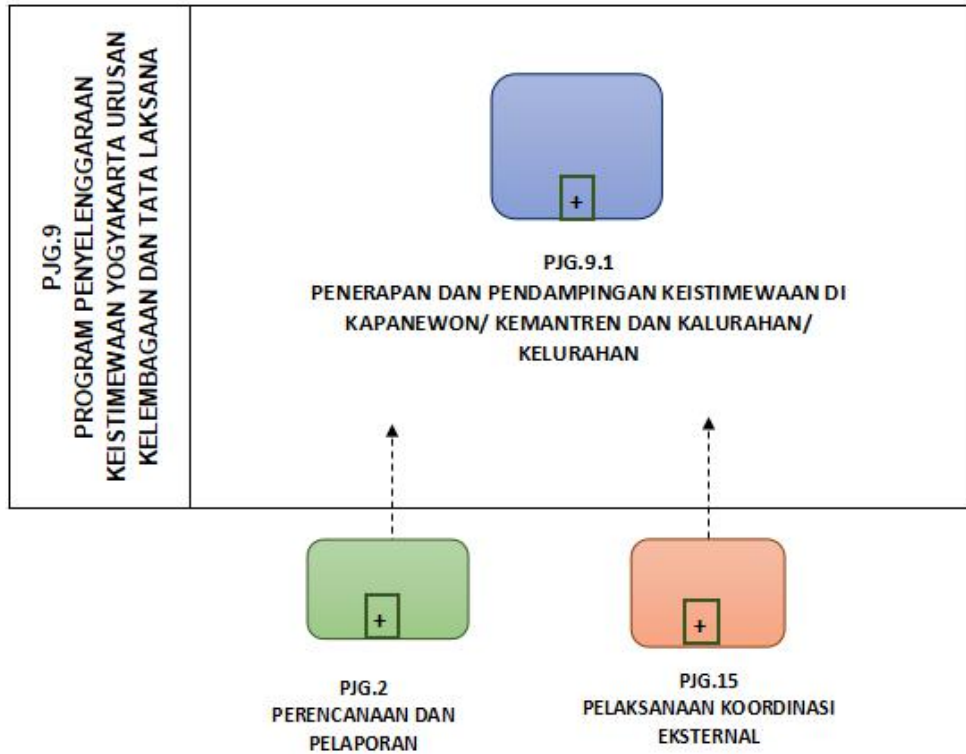 PJG.9
PROGRAM PENYELENGGARAAN
KEISTIMEWAAN YOGYAKARTA URUSAN
KELEMBAGAAN DAN TATA LAKSANA
+
PJG.9.1
PENERAPAN DAN PENDAMPINGAN KEISTIMEWAAN DI
KAPANEWON/ KEMANTREN DAN KALURAHAN/
KELURAHAN
+
PJG.2
PERENCANAAN DAN
PELAPORAN
+
PJG.15
PELAKSANAAN KOORDINASI
EKSTERNAL